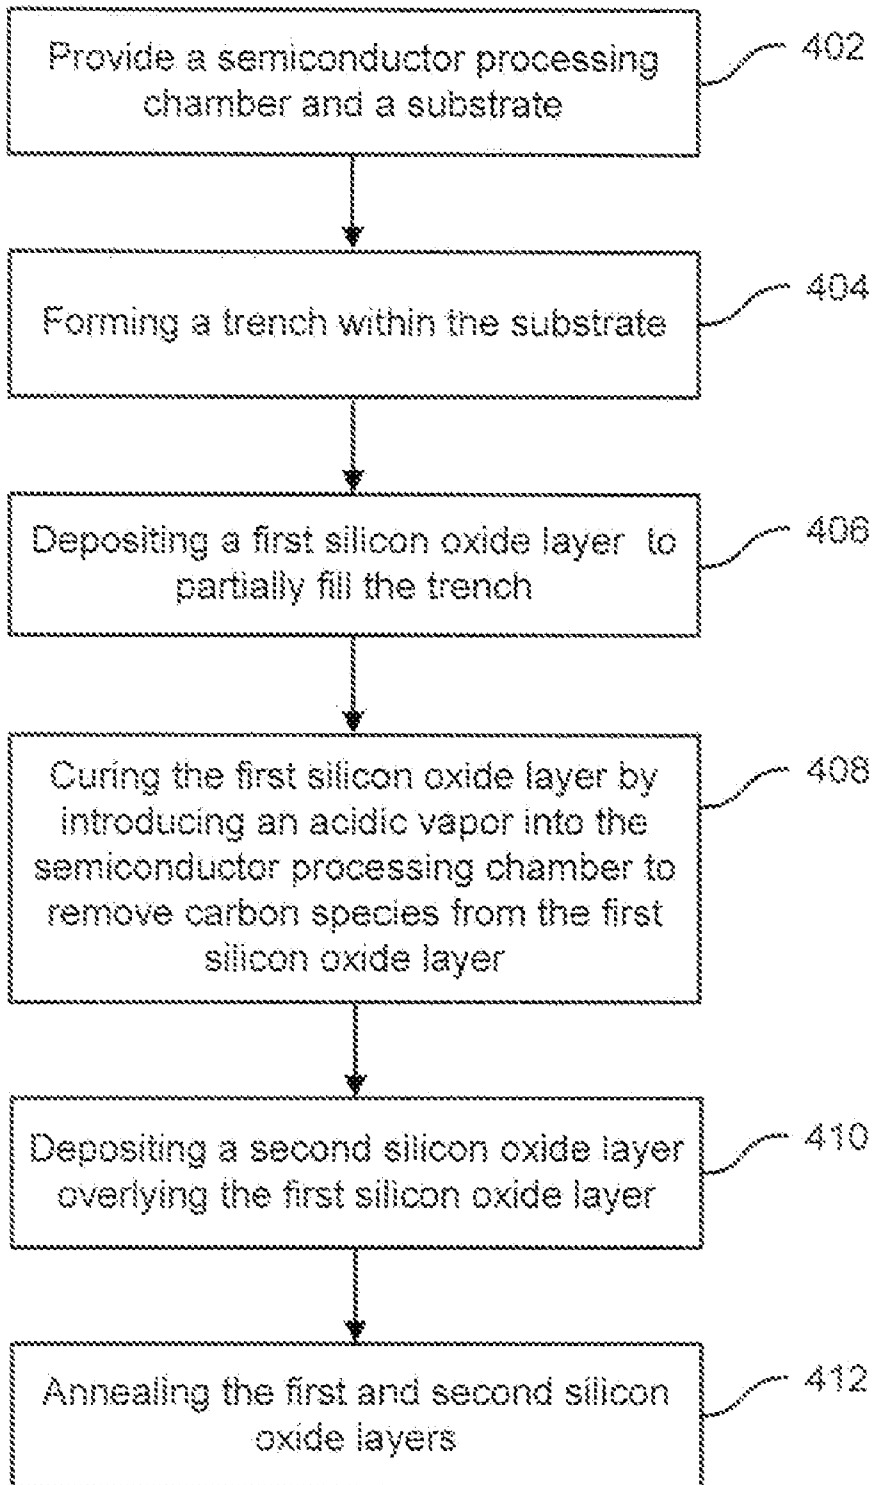 Provide a semiconductor processing
chamber and a substrate
402
Forming a trench within the substrate
404
Depositing a first silicon oxide layer to
partially fill the trench
406
Curing the first silicon oxide layer by
introducing an acidic vapor into the
semiconductor processing chamber to
remove carbon species from the first
silicon oxide layer
408
Depositing a second silicon oxide layer
overlying the first silicon oxide layer
410
Annealing the first and second silicon
oxide layers
412